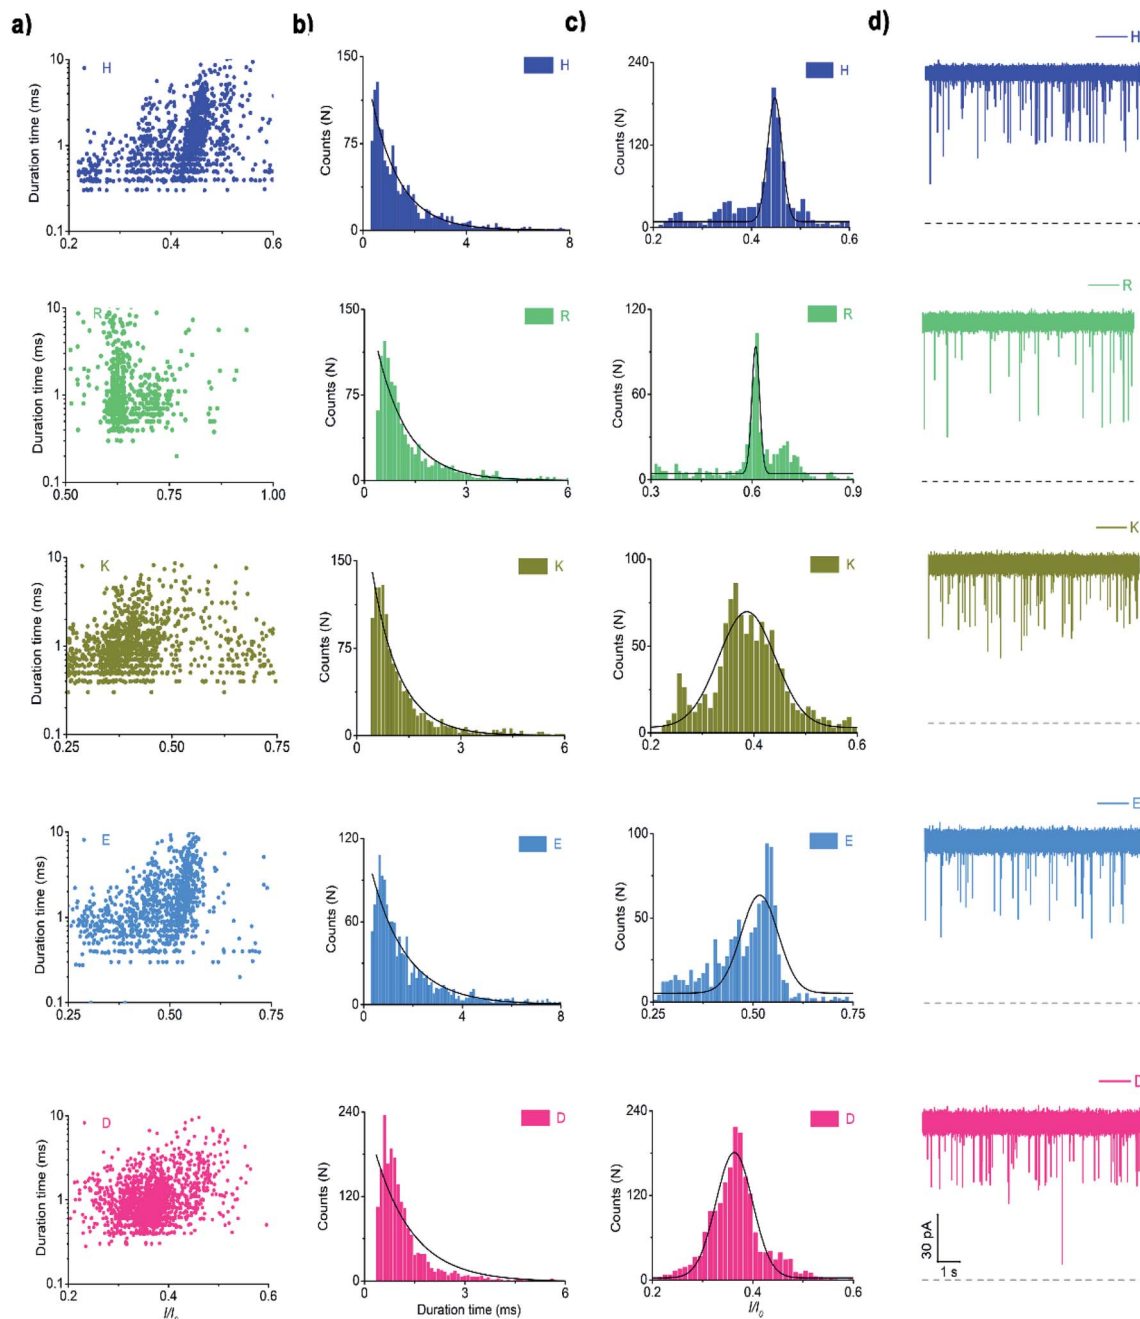 a) b) c) d)
10 H
1
0.1
0.2 0.4 0.6
Duration time (ms)
150 H
75
0
0 4 8
Counts (N)
240 H
120
0
0.2 0.4 0.6
Counts (N)
H
10 R
1
0.1
0.50 0.75 1.00
Duration time (ms)
150 R
75
0
0 3 6
Counts (N)
120 R
60
0
0.3 0.6 0.9
Counts (N)
R
10 K
1
0.1
0.25 0.50 0.75
Duration time (ms)
150 K
75
0
0 3 6
Counts (N)
100 K
50
0
0.2 0.4 0.6
Counts (N)
K
10 E
1
0.1
0.25 0.50 0.75
Duration time (ms)
120 E
60
0
0 4 8
Counts (N)
100 E
50
0
0.25 0.50 0.75
Counts (N)
E
10 D
1
0.1
0.2 0.4 0.6
Duration time (ms)
I/I₀
240 D
120
0
0 2 4 6
Counts (N)
Duration time (ms)
240 D
120
0
0.2 0.4 0.6
Counts (N)
I/I₀
D
30 pA
1 s